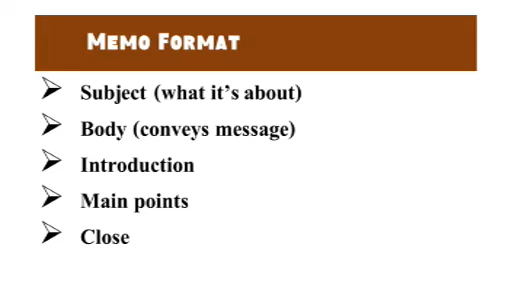 Memo Format
➢ Subject (what it's about)
➢ Body (conveys message)
➢ Introduction
➢ Main points
➢ Close